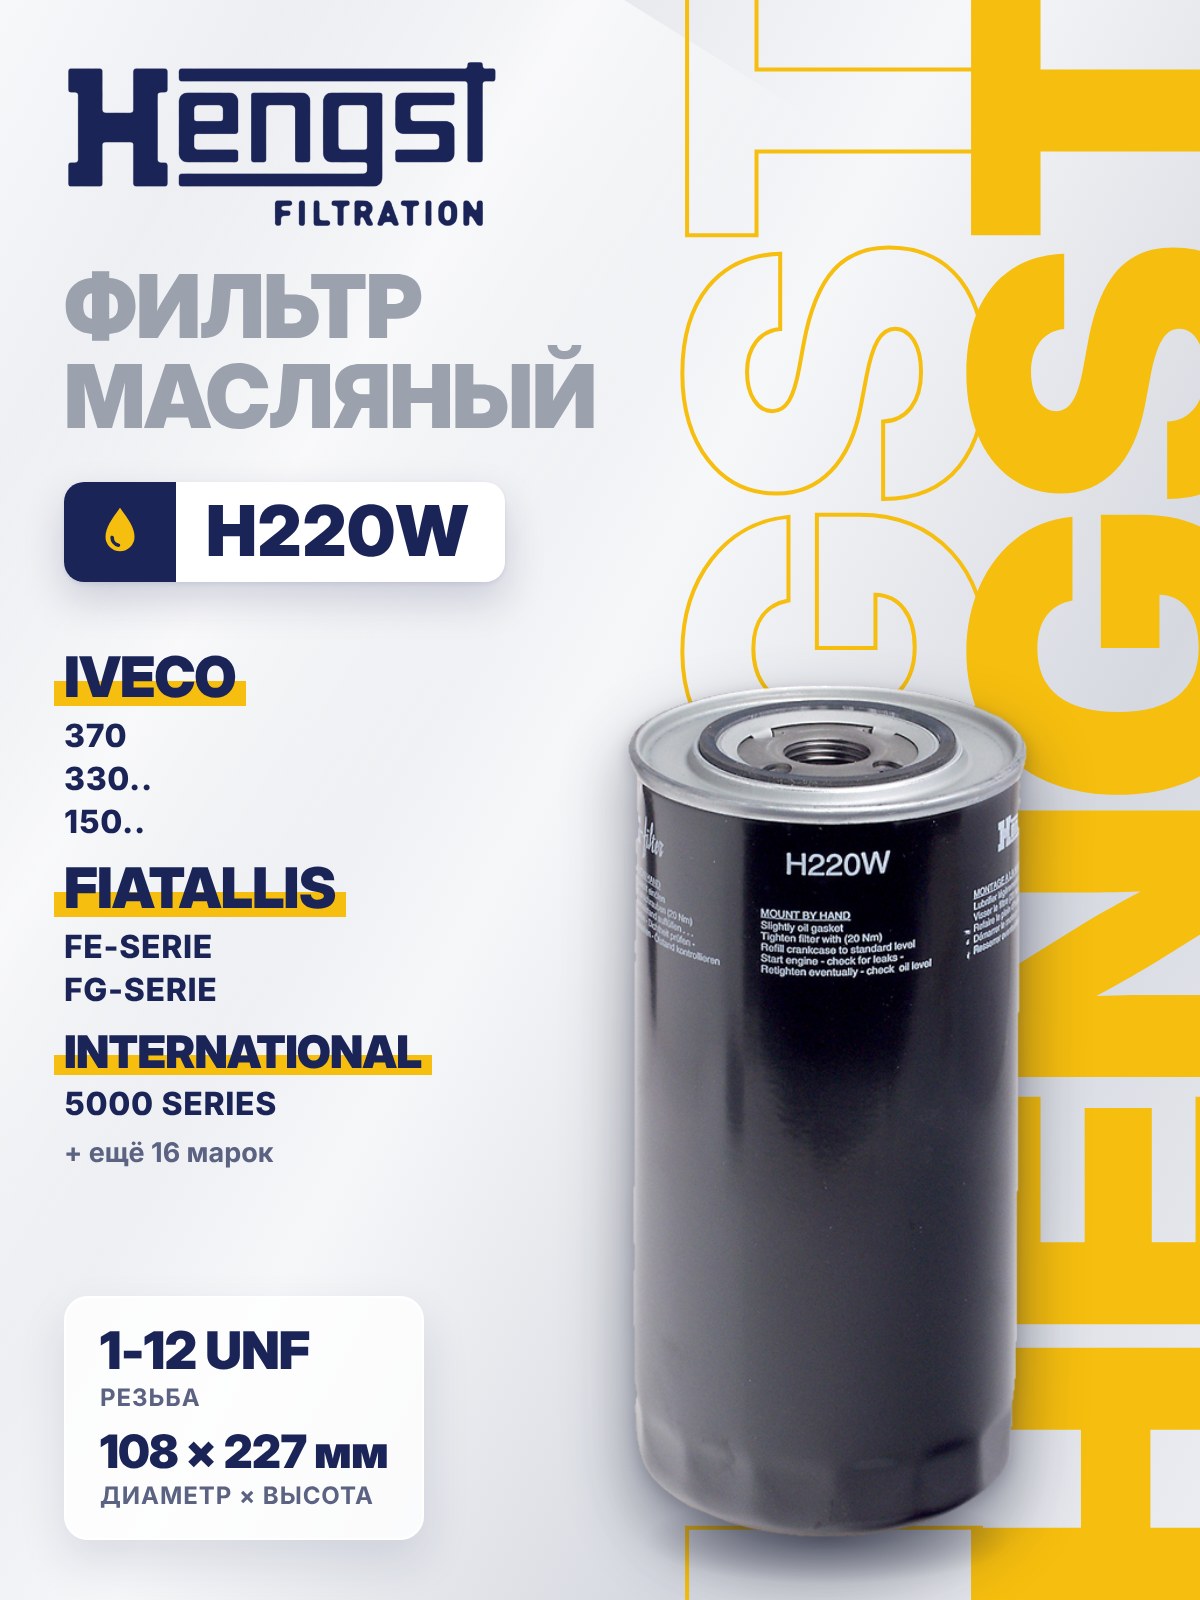 Hengst
FILTRATION
ФИЛЬТР
МАСЛЯНЫЙ
H220W
IVECO
370
330..
150..
FIATALLIS
FE-SERIE
FG-SERIE
INTERNATIONAL
5000 SERIES
+ ещё 16 марок
1-12 UNF
РЕЗЬБА
108 × 227 мм
ДИАМЕТР × ВЫСОТА
HENGST
H220W
MOUNT BY HAND
Slightly oil gasket
Tighten filter with (20 Nm)
Refill crankcase to standard level
Start engine - check for leaks -
Retighten eventually - check oil level